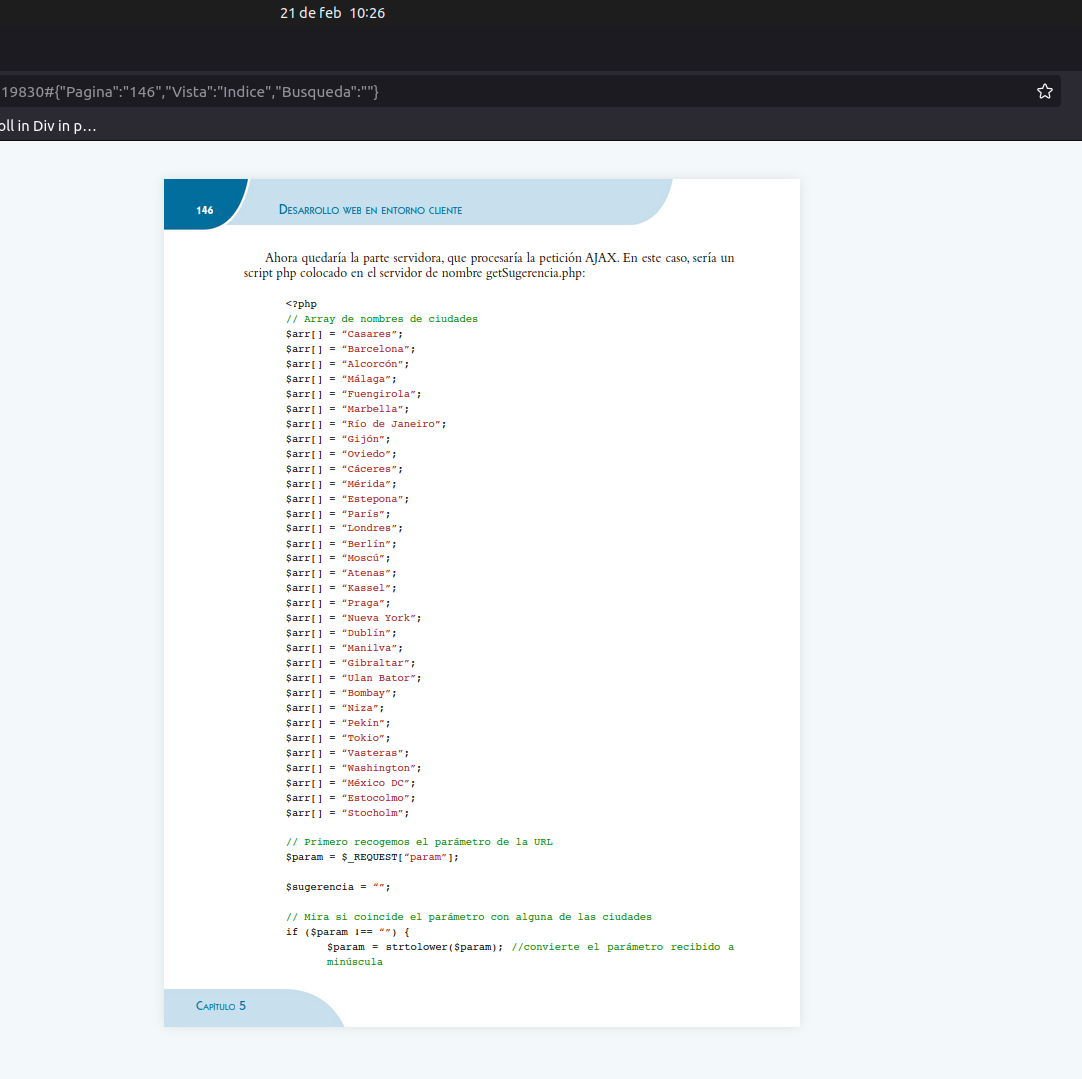 21 de feb 10:26
19830#{"Pagina":"146","Vista":"Indice","Busqueda":""}
oll in Div in p…
146
Desarrollo web en entorno cliente
Ahora quedaría la parte servidora, que procesaría la petición AJAX. En este caso, sería un
script php colocado en el servidor de nombre getSugerencia.php:
<?php
// Array de nombres de ciudades
$arr[] = “Casares”;
$arr[] = “Barcelona”;
$arr[] = “Alcorcón”;
$arr[] = “Málaga”;
$arr[] = “Fuengirola”;
$arr[] = “Marbella”;
$arr[] = “Río de Janeiro”;
$arr[] = “Gijón”;
$arr[] = “Oviedo”;
$arr[] = “Cáceres”;
$arr[] = “Mérida”;
$arr[] = “Estepona”;
$arr[] = “París”;
$arr[] = “Londres”;
$arr[] = “Berlín”;
$arr[] = “Moscú”;
$arr[] = “Atenas”;
$arr[] = “Kassel”;
$arr[] = “Praga”;
$arr[] = “Nueva York”;
$arr[] = “Dublín”;
$arr[] = “Manilva”;
$arr[] = “Gibraltar”;
$arr[] = “Ulan Bator”;
$arr[] = “Bombay”;
$arr[] = “Niza”;
$arr[] = “Pekín”;
$arr[] = “Tokio”;
$arr[] = “Vasteras”;
$arr[] = “Washington”;
$arr[] = “México DC”;
$arr[] = “Estocolmo”;
$arr[] = “Stocholm”;
// Primero recogemos el parámetro de la URL
$param = $_REQUEST[“param”];
$sugerencia = “”;
// Mira si coincide el parámetro con alguna de las ciudades
if ($param !== “”) {
$param = strtolower($param); //convierte el parámetro recibido a
minúscula
Capítulo 5